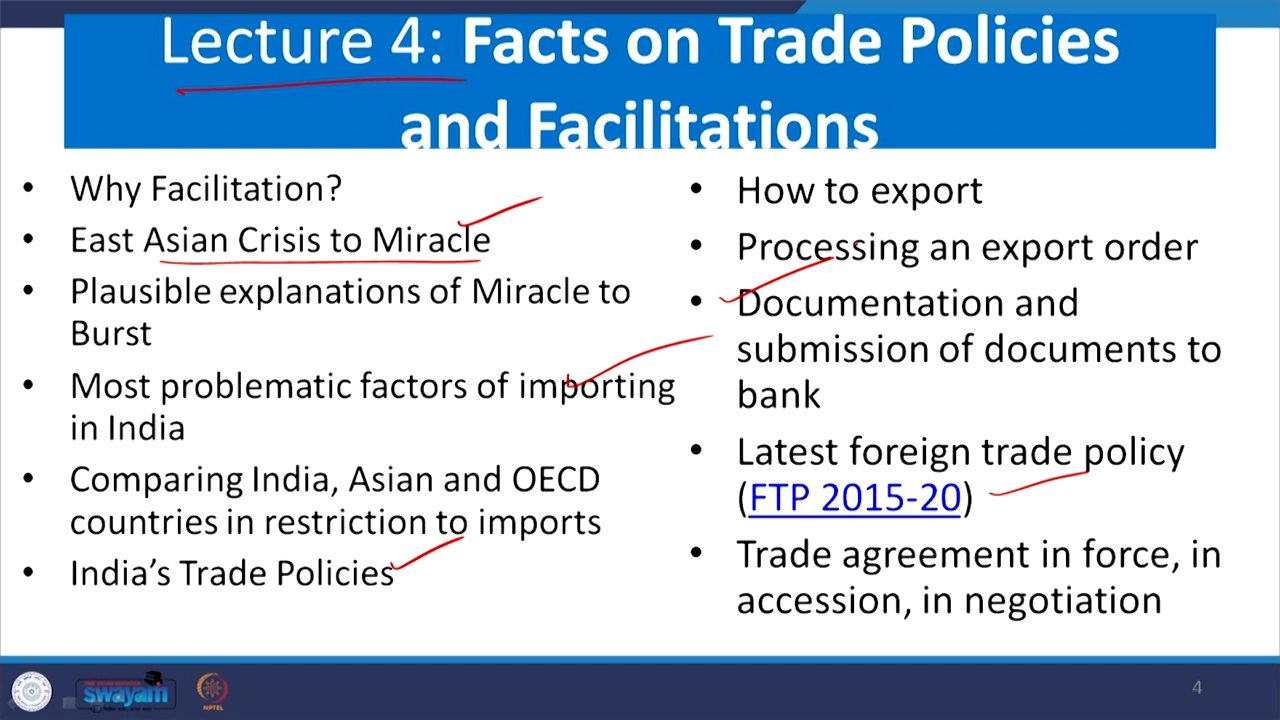 Lecture 4: Facts on Trade Policies
and Facilitations
• Why Facilitation?
• East Asian Crisis to Miracle
• Plausible explanations of Miracle to
Burst
• Most problematic factors of importing
in India
• Comparing India, Asian and OECD
countries in restriction to imports
• India's Trade Policies
• How to export
• Processing an export order
• Documentation and
submission of documents to
bank
• Latest foreign trade policy
(FTP 2015-20)
• Trade agreement in force, in
accession, in negotiation
swayam
NPTEL
4